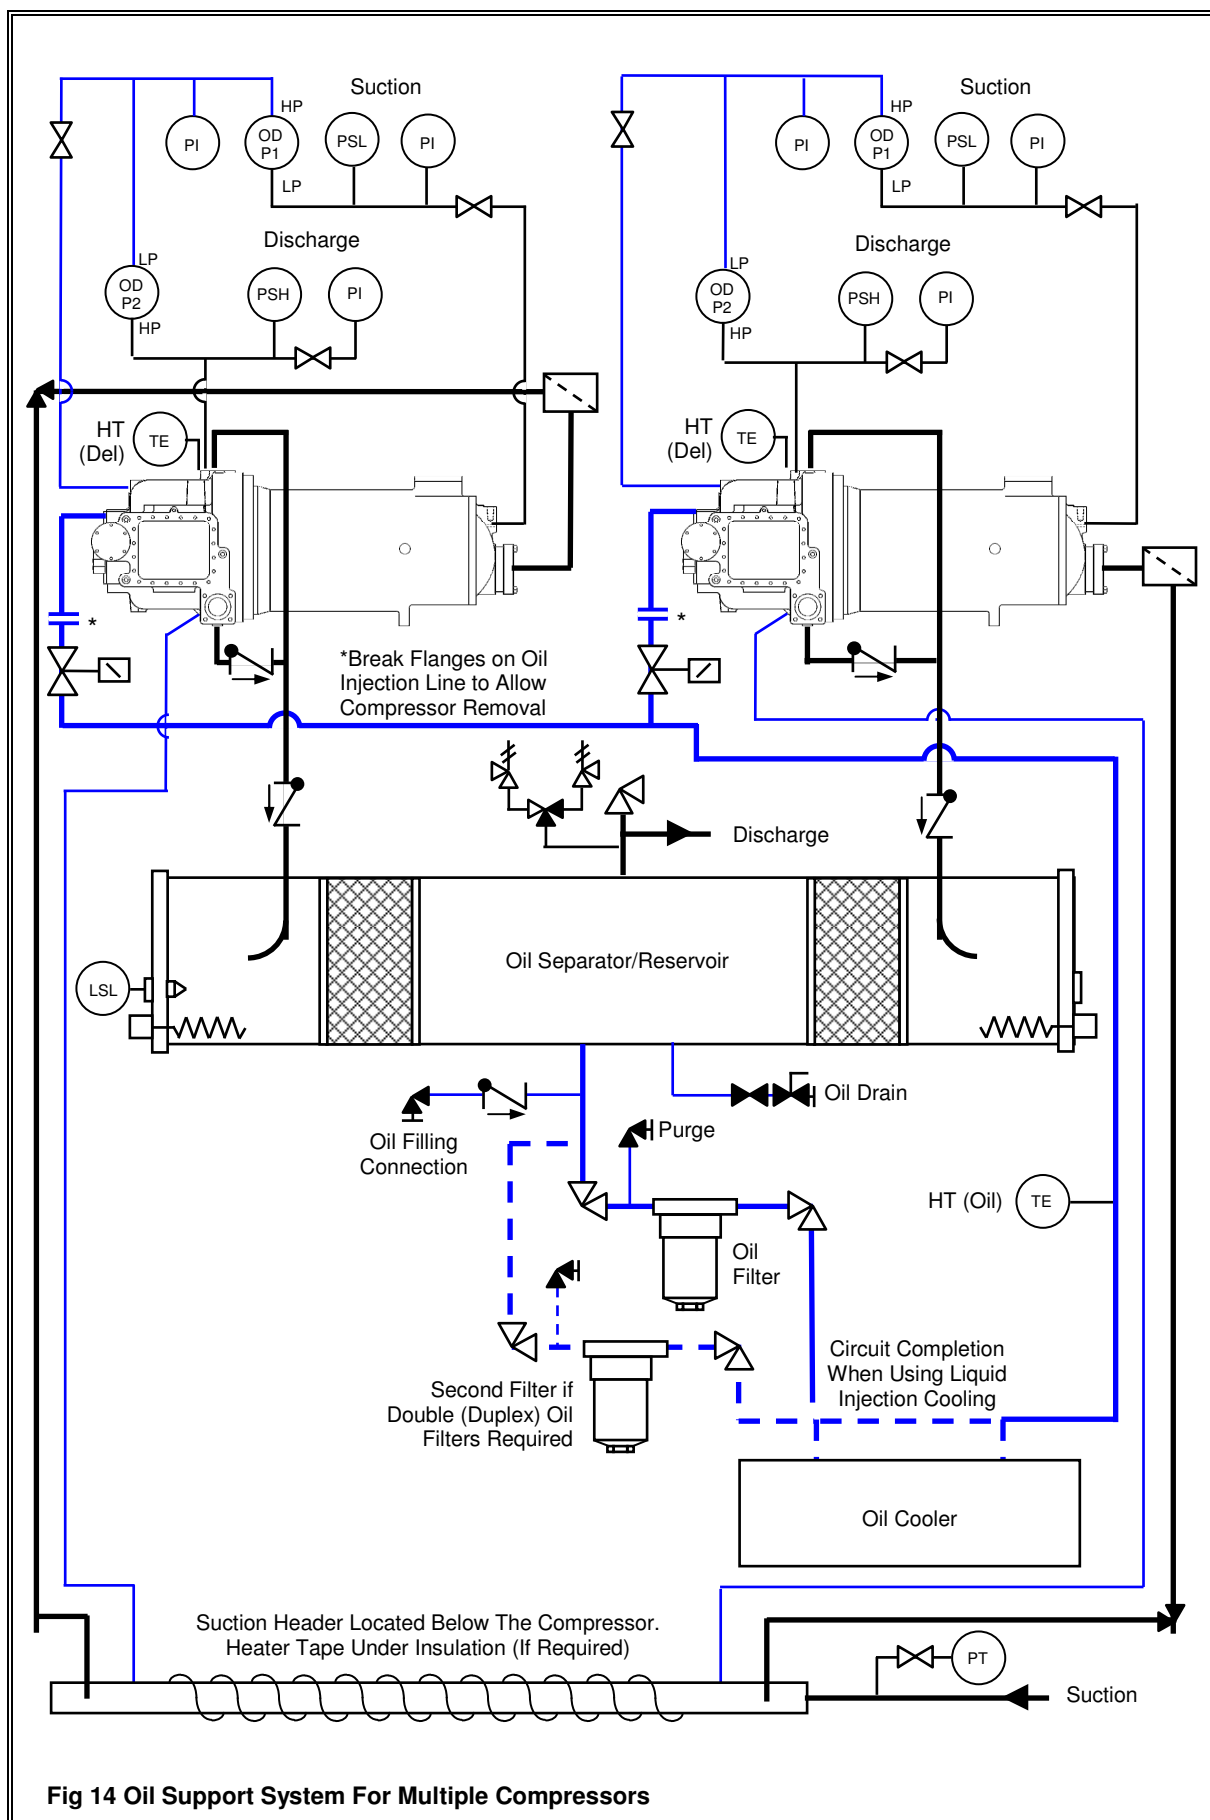 Suction
HP
PI
OD
P1
PSL
PI
LP
Discharge
LP
OD
P2
PSH
PI
HP
HT
(Del)
TE
*
Suction
HP
PI
OD
P1
PSL
PI
LP
Discharge
LP
OD
P2
PSH
PI
HP
HT
(Del)
TE
*
*Break Flanges on Oil
Injection Line to Allow
Compressor Removal
Discharge
Oil Separator/Reservoir
LSL
Oil Drain
Oil Filling
Connection
Purge
HT (Oil)
TE
Oil
Filter
Circuit Completion
When Using Liquid
Injection Cooling
Second Filter if
Double (Duplex) Oil
Filters Required
Oil Cooler
Suction Header Located Below The Compressor.
Heater Tape Under Insulation (If Required)
PT
Suction
Fig 14 Oil Support System For Multiple Compressors